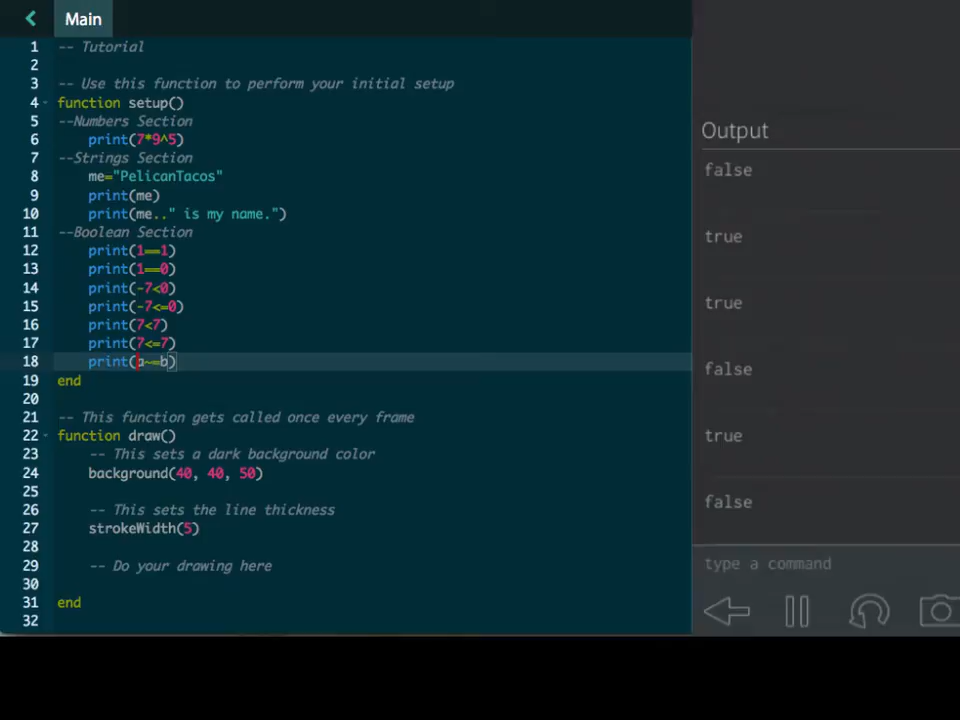 Main
1 -- Tutorial
2
3 -- Use this function to perform your initial setup
4 function setup()
5 --Numbers Section
6 print(7*9^5)
7 --Strings Section
8 me="PelicanTacos"
9 print(me)
10 print(me.." is my name.")
11 --Boolean Section
12 print(1==1)
13 print(1==0)
14 print(-7<0)
15 print(-7<=0)
16 print(7<7)
17 print(7<=7)
18 print(a~=b)
19 end
20
21 -- This function gets called once every frame
22 function draw()
23 -- This sets a dark background color
24 background(40, 40, 50)
25
26 -- This sets the line thickness
27 strokeWidth(5)
28
29 -- Do your drawing here
30
31 end
32
Output
false
true
true
false
true
false
type a command